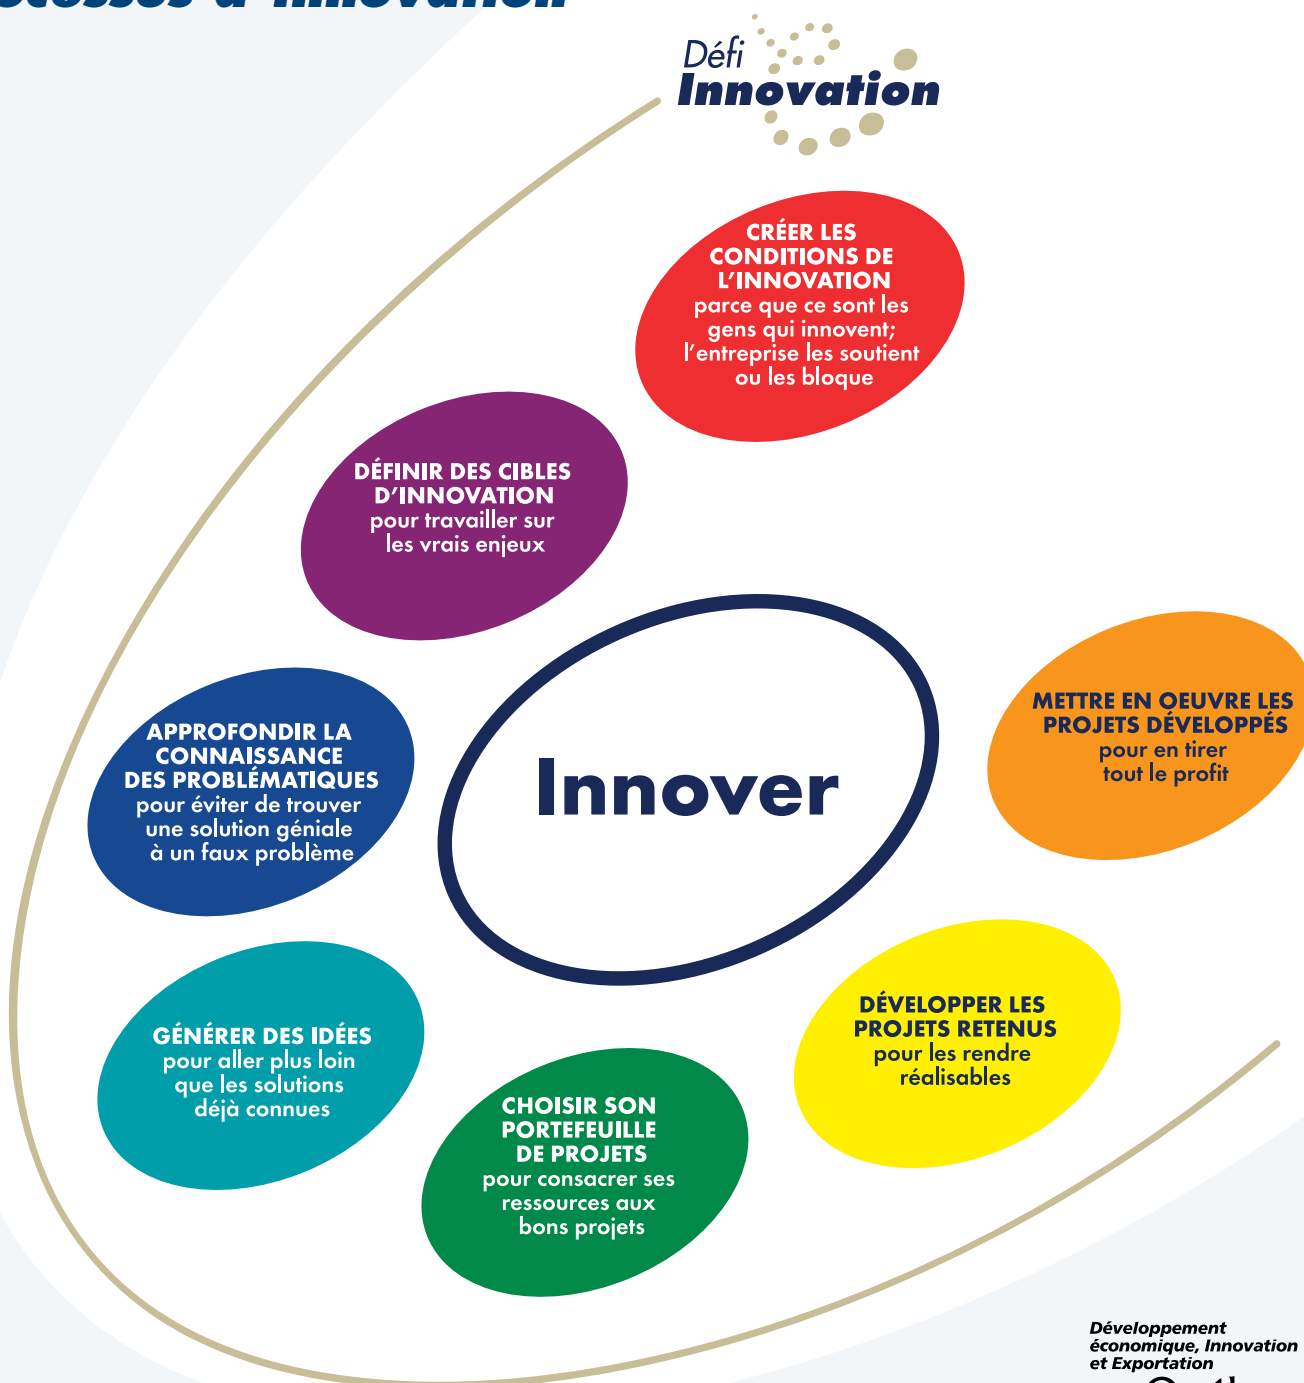 d'innovation
Défi
Innovation
CRÉER LES
CONDITIONS DE
L'INNOVATION
parce que ce sont les
gens qui innovent;
l'entreprise les soutient
ou les bloque
DÉFINIR DES CIBLES
D'INNOVATION
pour travailler sur
les vrais enjeux
APPROFONDIR LA
CONNAISSANCE
DES PROBLÉMATIQUES
pour éviter de trouver
une solution géniale
à un faux problème
Innover
METTRE EN OEUVRE LES
PROJETS DÉVELOPPÉS
pour en tirer
tout le profit
GÉNÉRER DES IDÉES
pour aller plus loin
que les solutions
déjà connues
DÉVELOPPER LES
PROJETS RETENUS
pour les rendre
réalisables
CHOISIR SON
PORTEFEUILLE
DE PROJETS
pour consacrer ses
ressources aux
bons projets
Développement
économique, Innovation
et Exportation